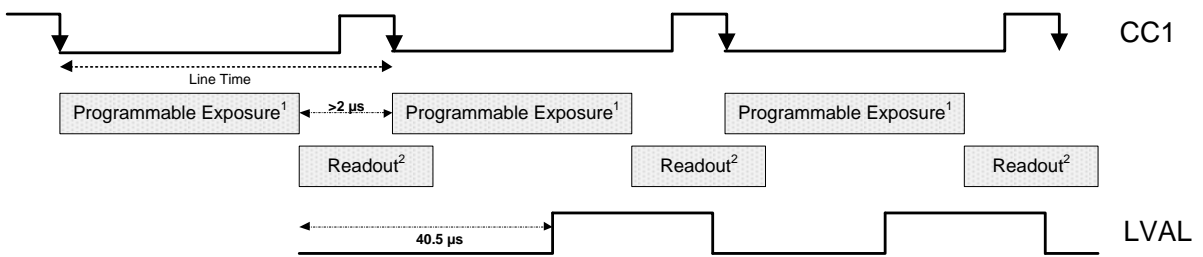 CC1
Line Time
Programmable Exposure¹
>2 µs
Programmable Exposure¹
Programmable Exposure¹
Readout²
Readout²
Readout²
40.5 µs
LVAL